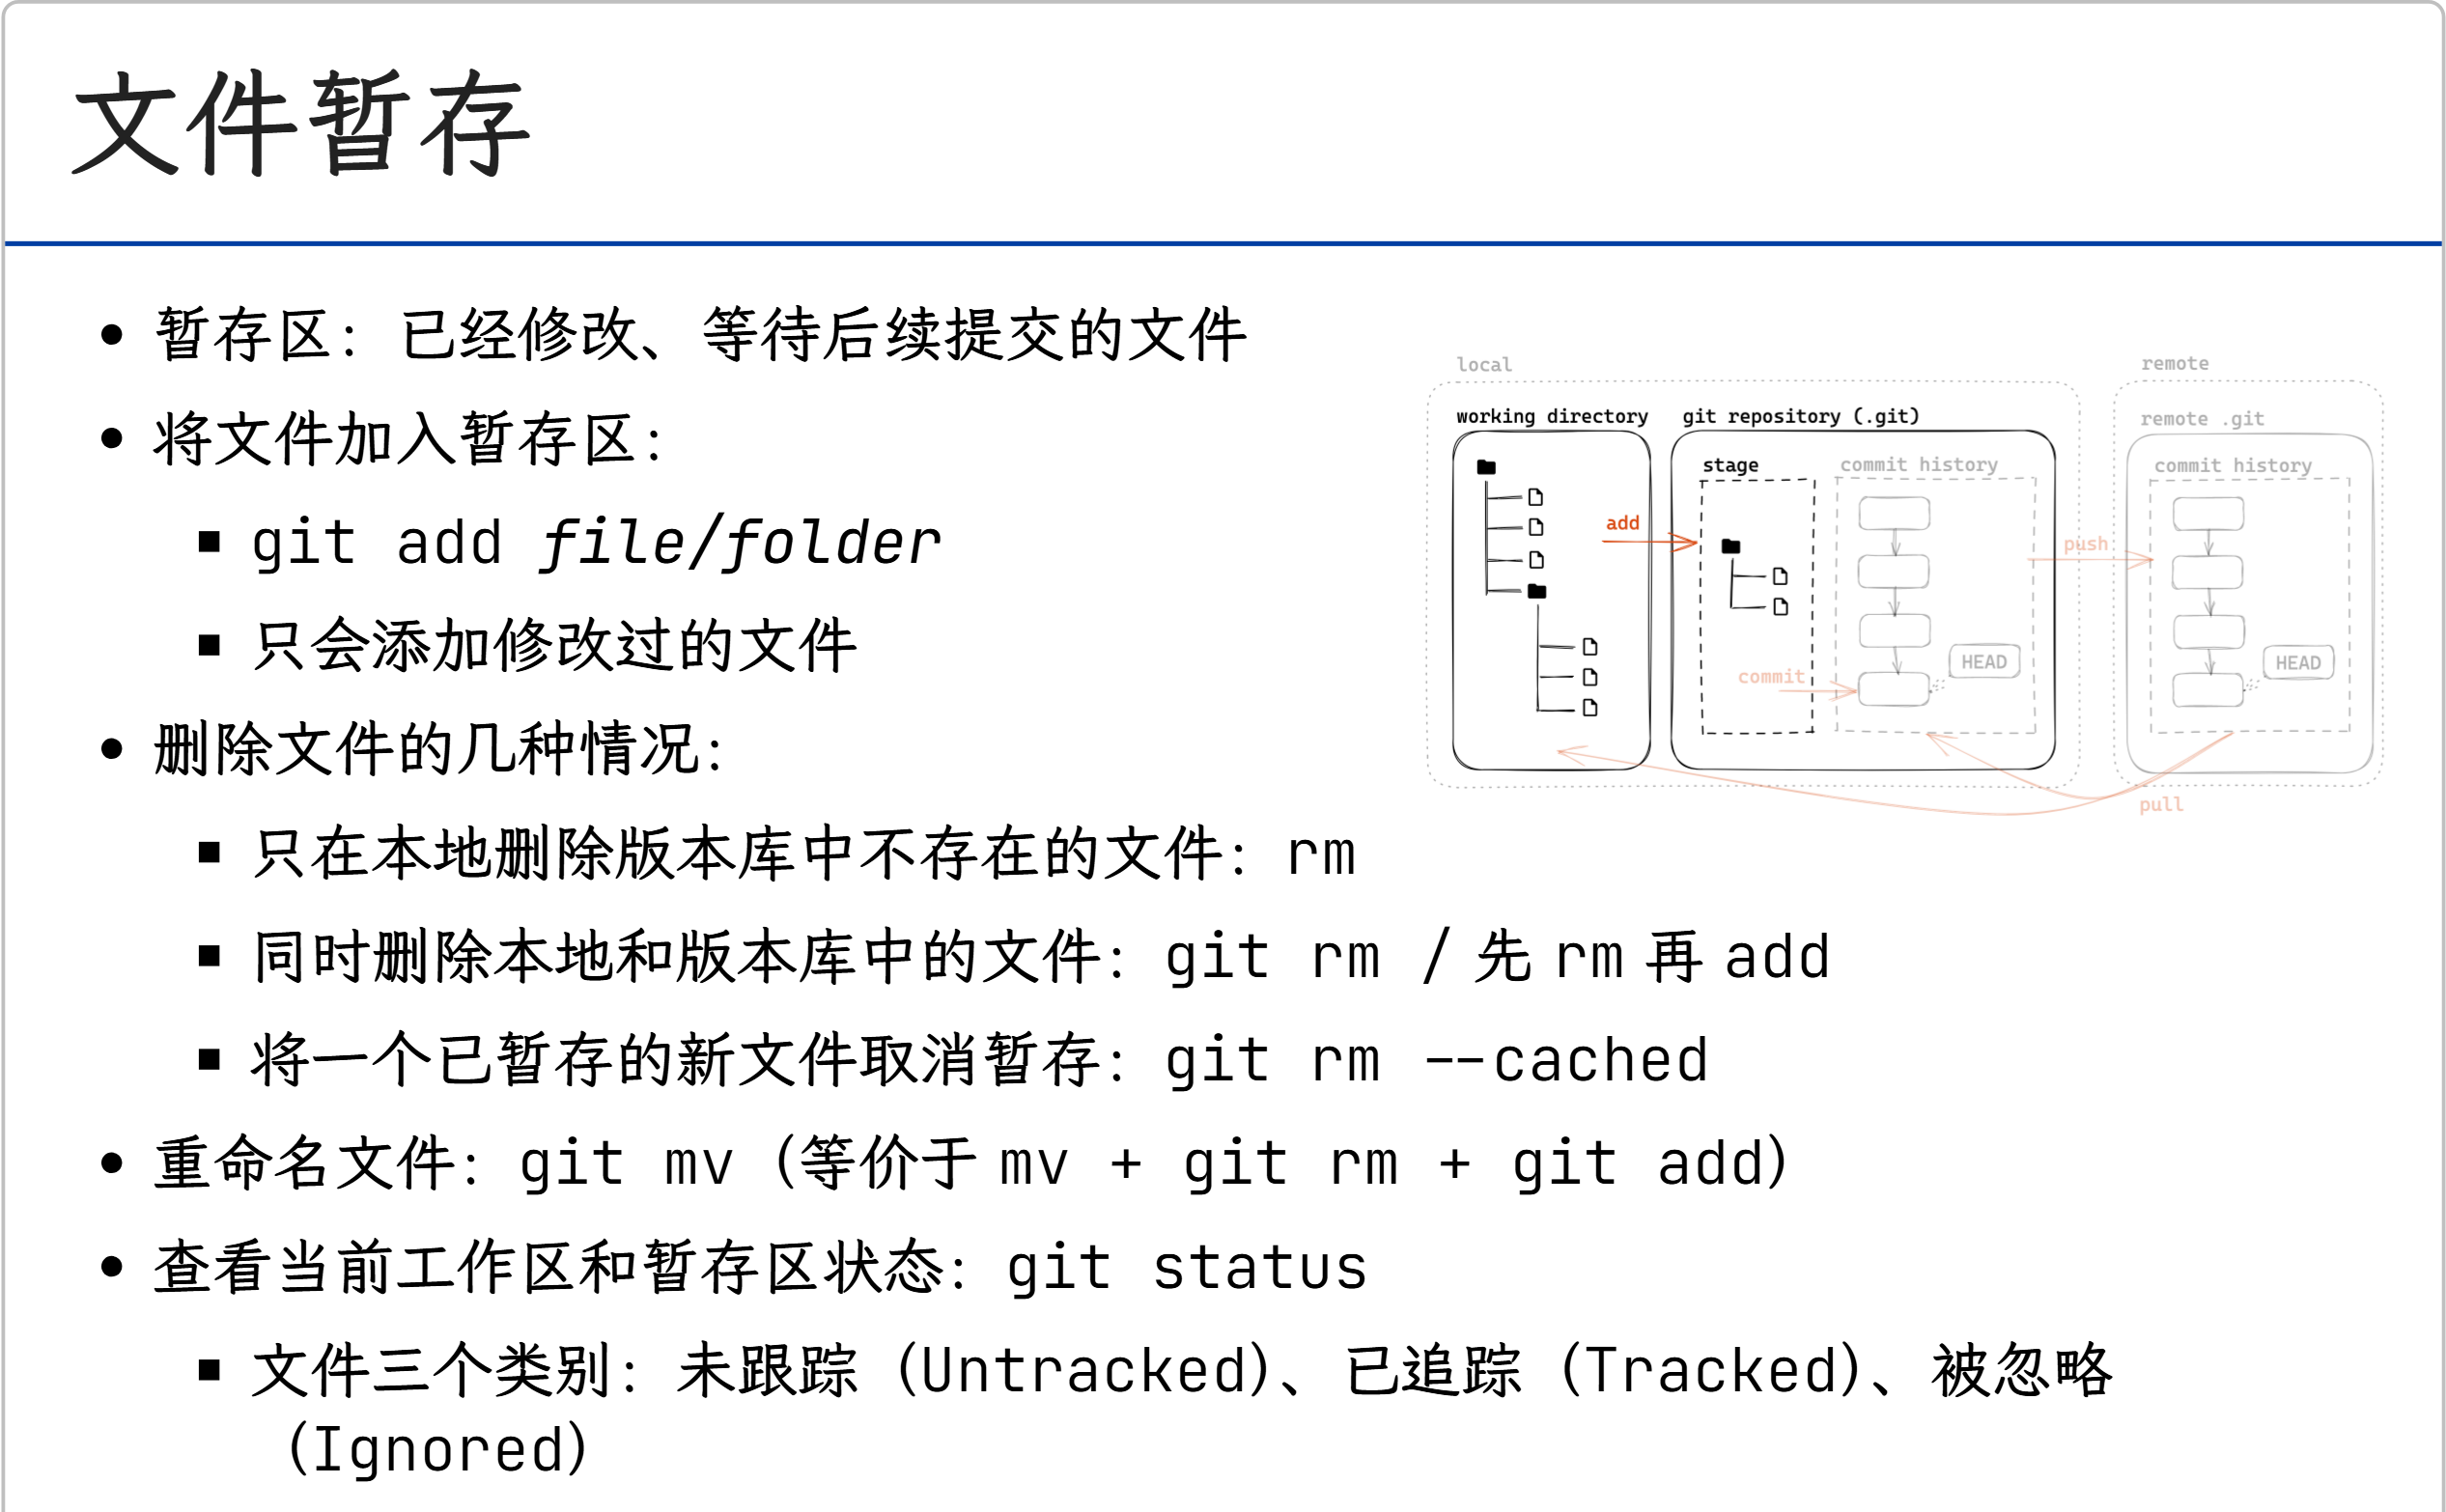 文件暂存
暂存区：已经修改、等待后续提交的文件
将文件加入暂存区：
git add file/folder
只会添加修改过的文件
删除文件的几种情况：
只在本地删除版本库中不存在的文件：rm
同时删除本地和版本库中的文件：git rm / 先 rm 再 add
将一个已暂存的新文件取消暂存：git rm --cached
重命名文件：git mv（等价于 mv + git rm + git add）
查看当前工作区和暂存区状态：git status
文件三个类别：未跟踪（Untracked）、已追踪（Tracked）、被忽略
（Ignored）
local
remote
working directory
git repository (.git)
remote .git
stage
commit history
commit history
add
push
HEAD
HEAD
commit
pull